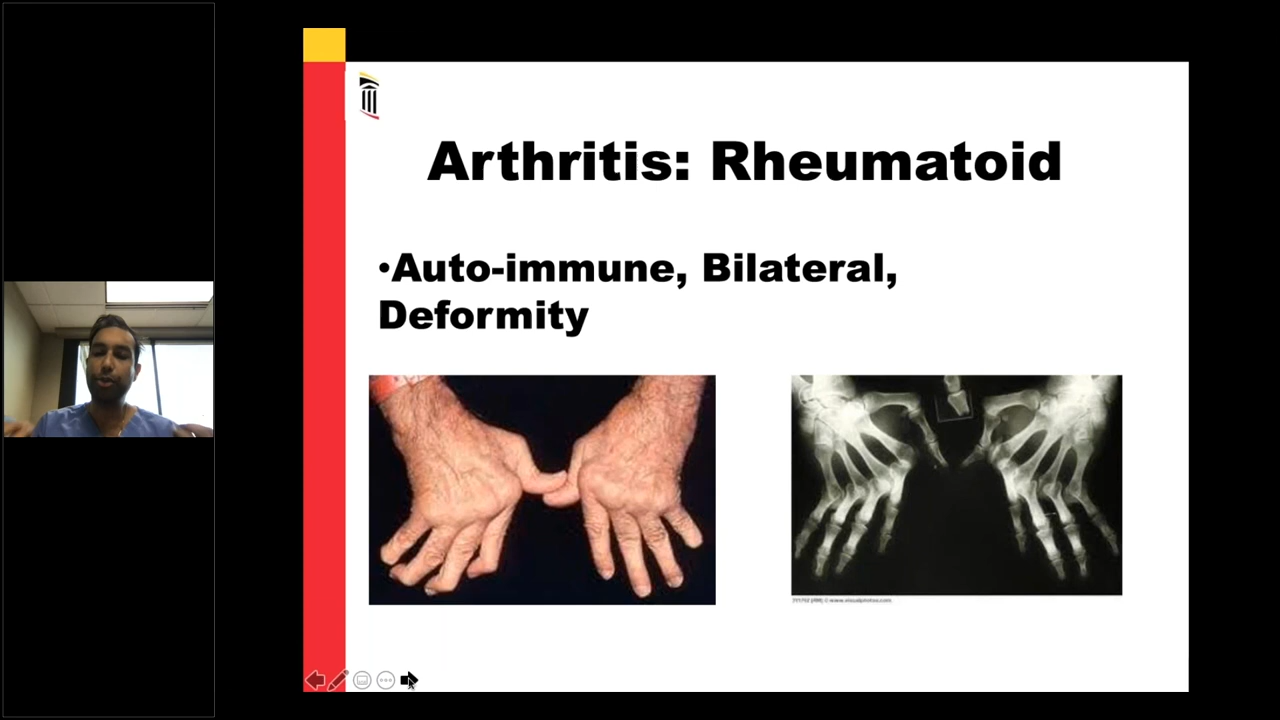 Arthritis: Rheumatoid
•Auto-immune, Bilateral,
Deformity